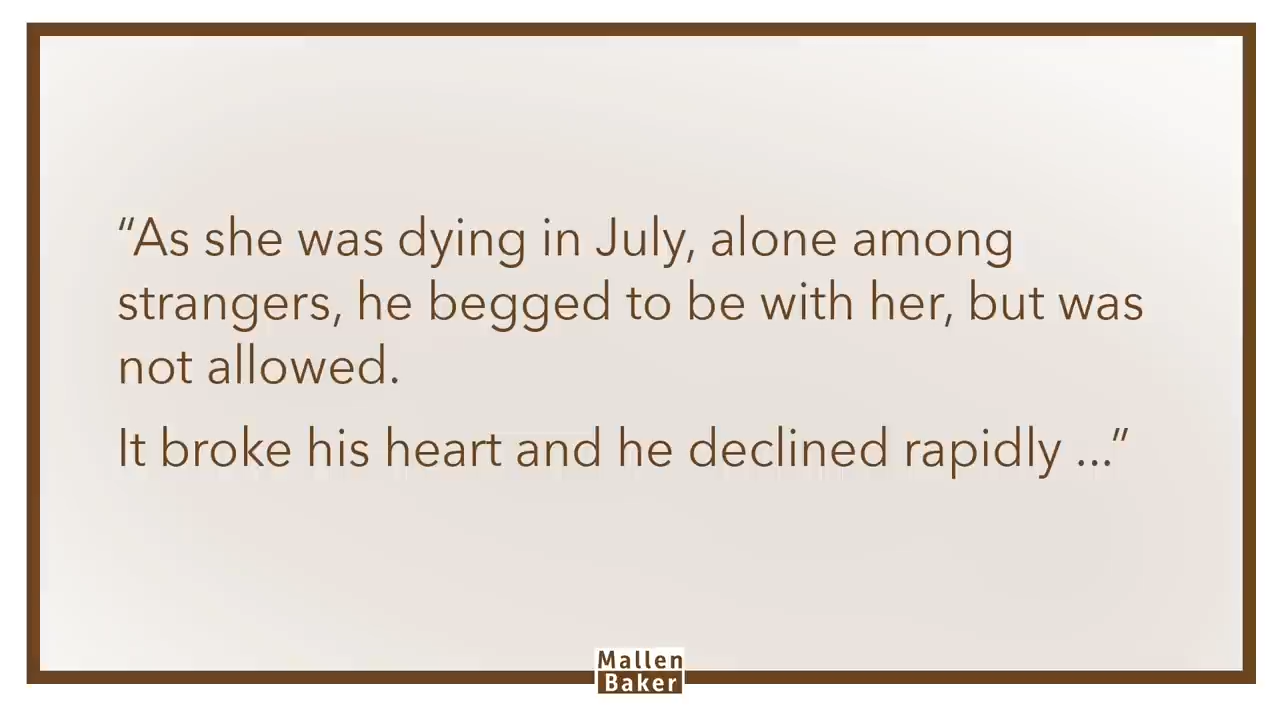 “As she was dying in July, alone among
strangers, he begged to be with her, but was
not allowed.
It broke his heart and he declined rapidly ...”
Mallen
Baker